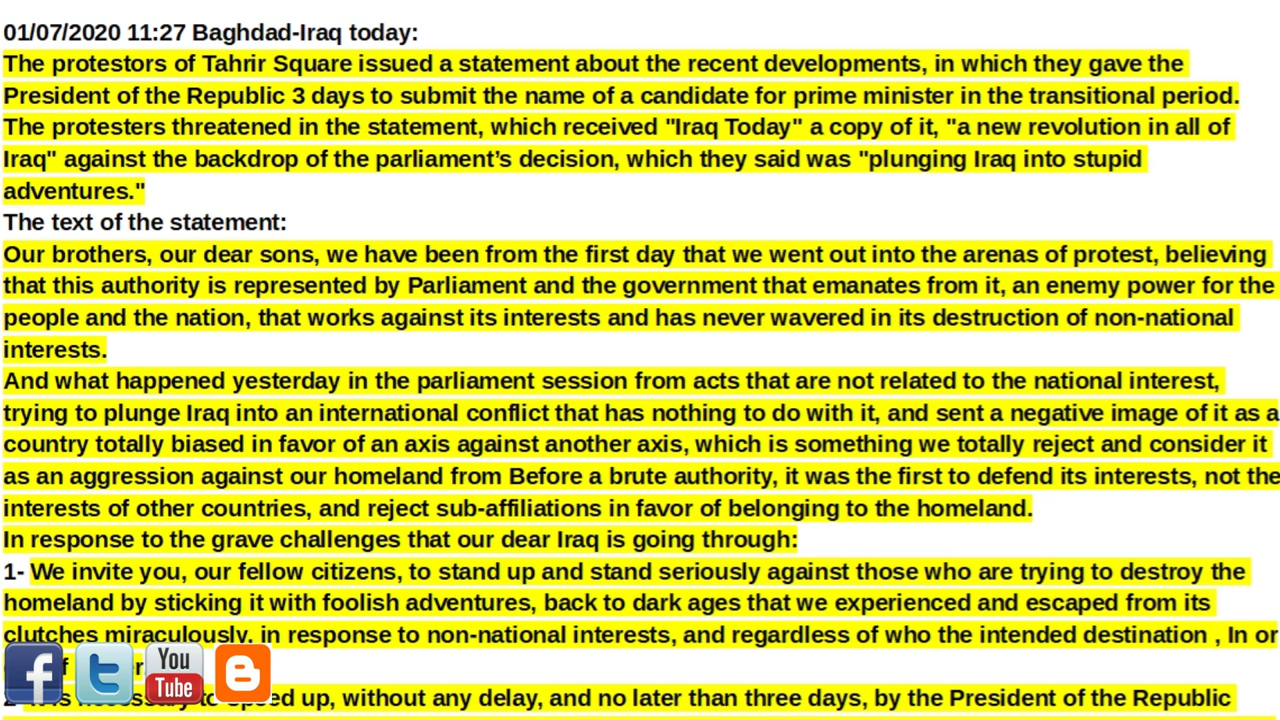 01/07/2020 11:27 Baghdad-Iraq today:
The protestors of Tahrir Square issued a statement about the recent developments, in which they gave the
President of the Republic 3 days to submit the name of a candidate for prime minister in the transitional period.
The protesters threatened in the statement, which received "Iraq Today" a copy of it, "a new revolution in all of
Iraq" against the backdrop of the parliament’s decision, which they said was "plunging Iraq into stupid
adventures."
The text of the statement:
Our brothers, our dear sons, we have been from the first day that we went out into the arenas of protest, believing
that this authority is represented by Parliament and the government that emanates from it, an enemy power for the
people and the nation, that works against its interests and has never wavered in its destruction of non-national
interests.
And what happened yesterday in the parliament session from acts that are not related to the national interest,
trying to plunge Iraq into an international conflict that has nothing to do with it, and sent a negative image of it as a
country totally biased in favor of an axis against another axis, which is something we totally reject and consider it
as an aggression against our homeland from Before a brute authority, it was the first to defend its interests, not the
interests of other countries, and reject sub-affiliations in favor of belonging to the homeland.
In response to the grave challenges that our dear Iraq is going through:
1- We invite you, our fellow citizens, to stand up and stand seriously against those who are trying to destroy the
homeland by sticking it with foolish adventures, back to dark ages that we experienced and escaped from its
clutches miraculously. in response to non-national interests, and regardless of who the intended destination , In or
up, without any delay, and no later than three days, by the President of the Republic
You Tube